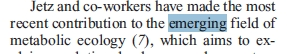 Jetz and co-workers have made the most
recent contribution to the emerging field of
metabolic ecology (7), which aims to ex-